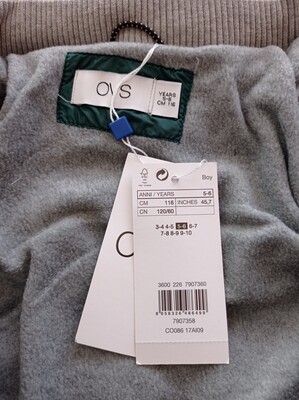 OVS
YEARS
5-6
CM 116
FSC
Boy
ANNI / YEARS 5-6
CM 116 INCHES 45,7
CN 120/60
3-4 4-5 5-6 6-7
7-8 8-9 9-10
3600 226 7907360
7907358
CO086 17AI09
OVS